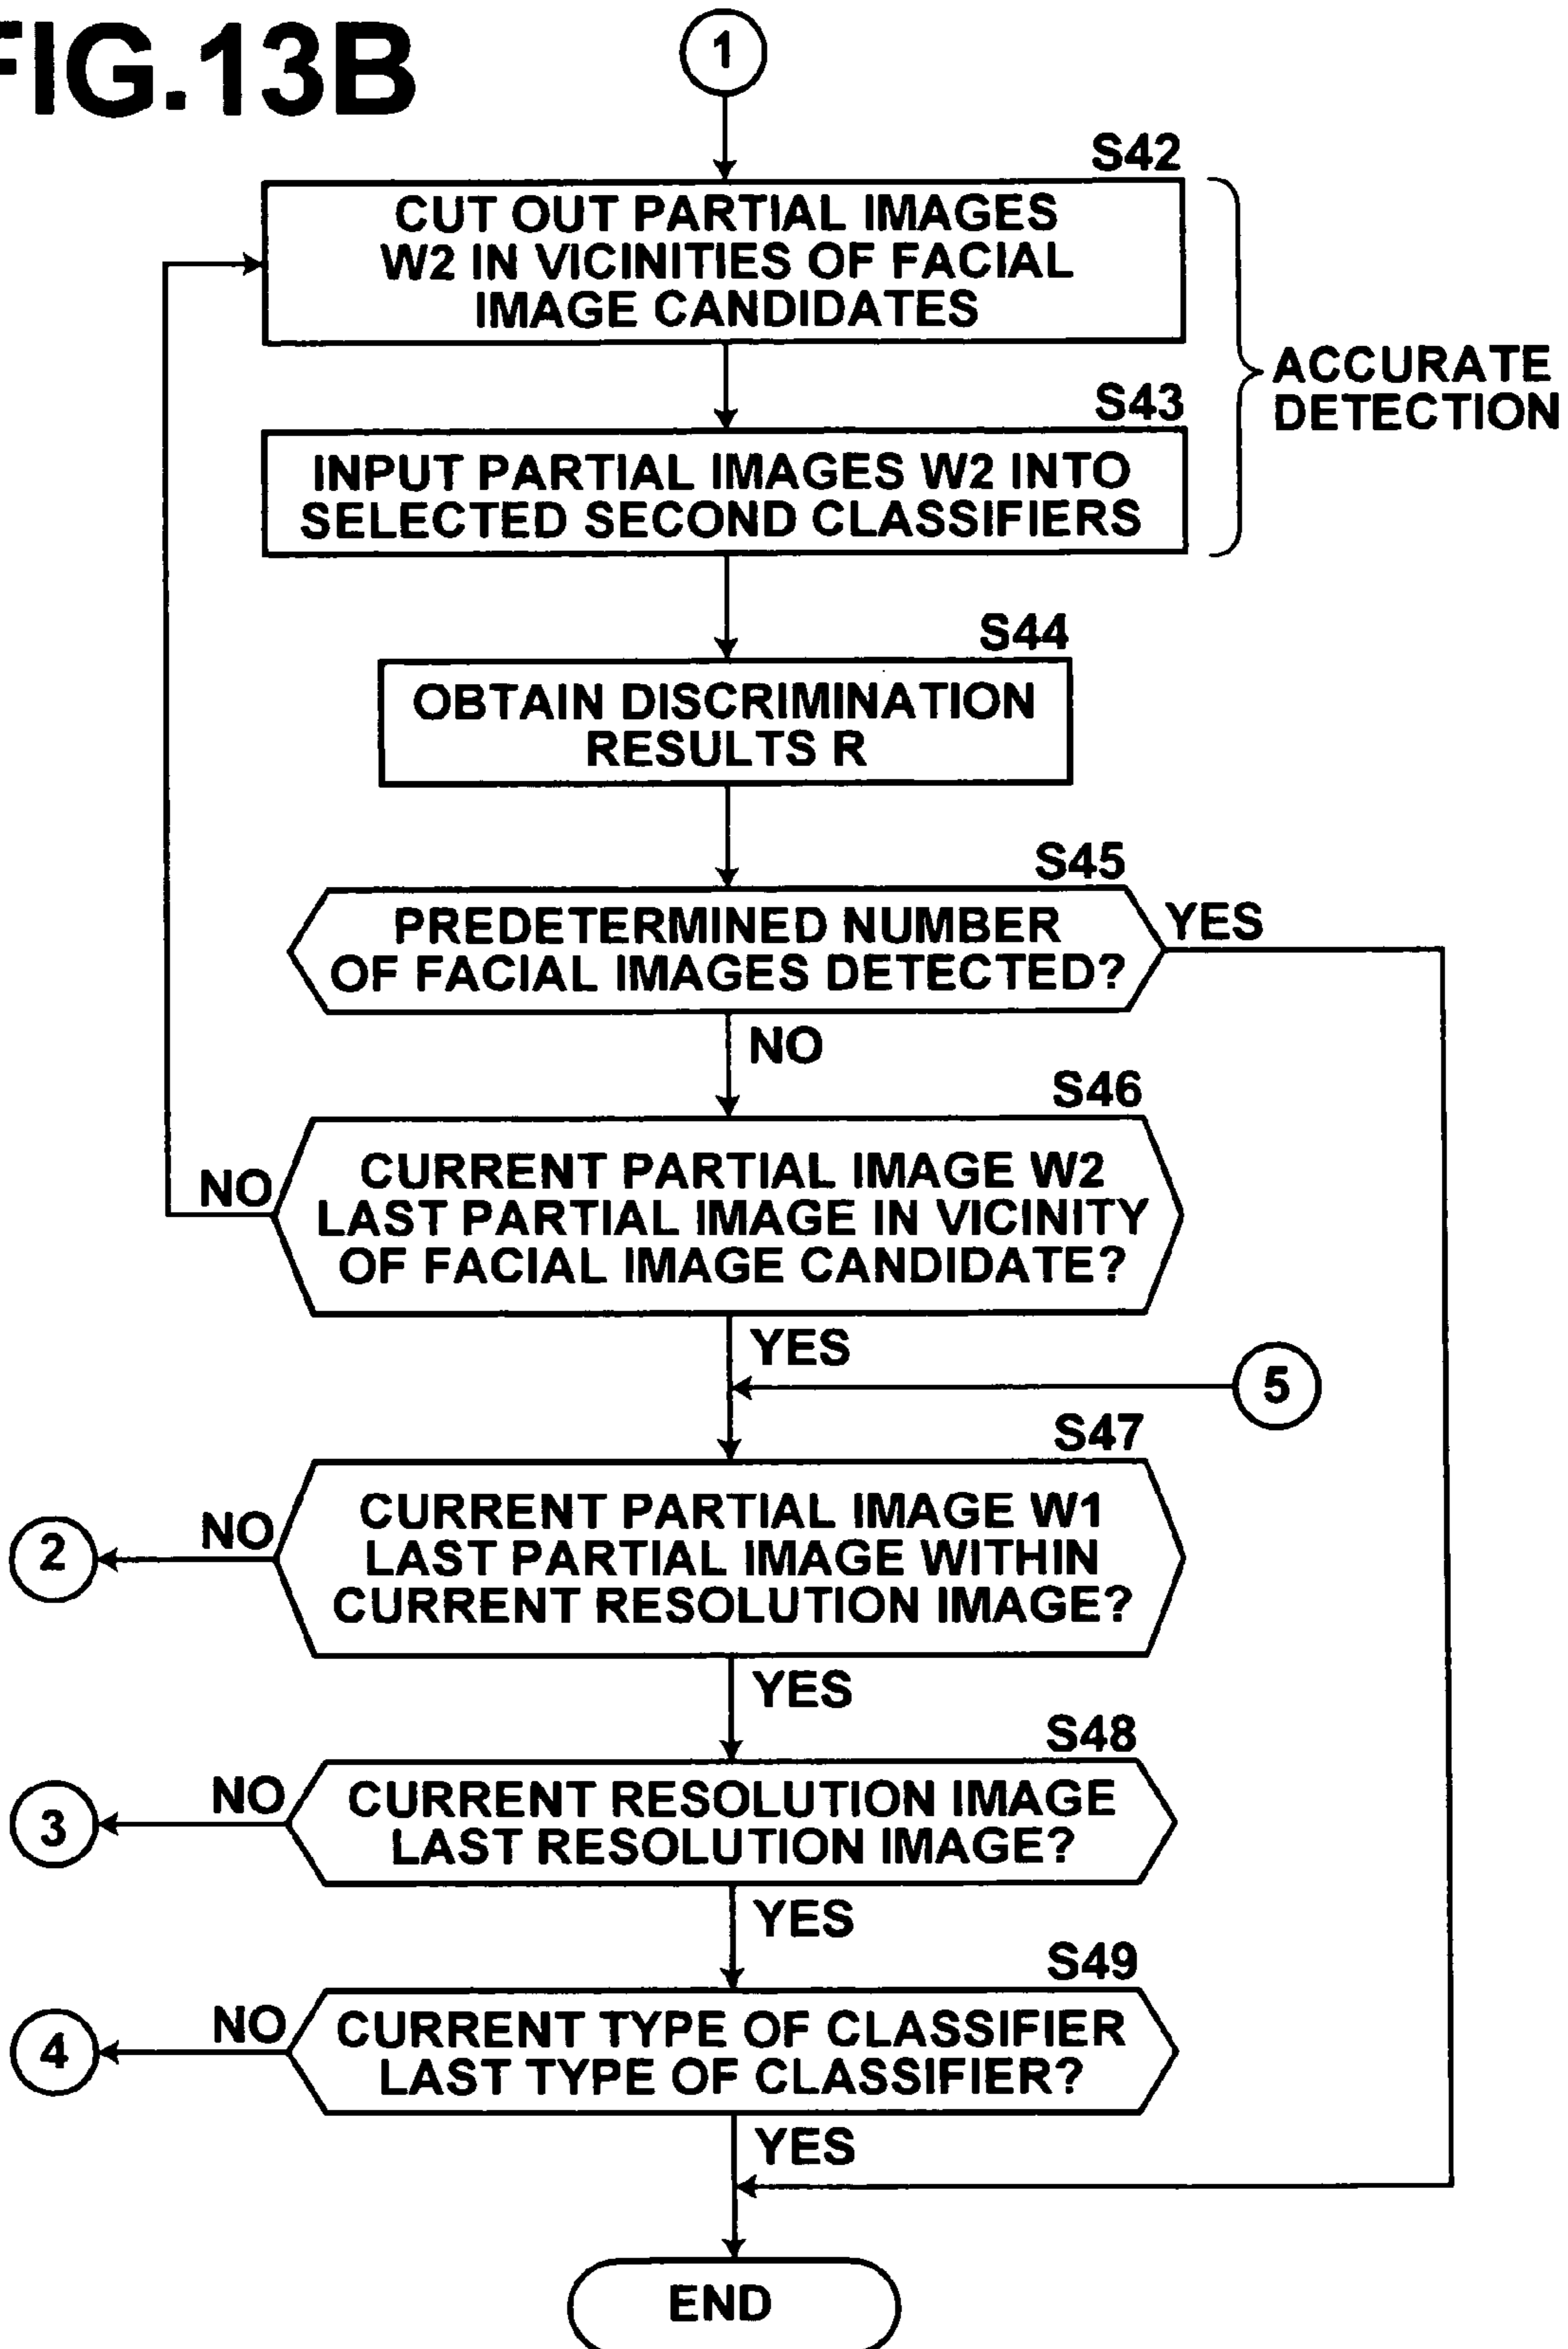 FIG.13B
1
S42
CUT OUT PARTIAL IMAGES
W2 IN VICINITIES OF FACIAL
IMAGE CANDIDATES
ACCURATE
DETECTION
S43
INPUT PARTIAL IMAGES W2 INTO
SELECTED SECOND CLASSIFIERS
S44
OBTAIN DISCRIMINATION
RESULTS R
S45
PREDETERMINED NUMBER
OF FACIAL IMAGES DETECTED?
YES
NO
S46
CURRENT PARTIAL IMAGE W2
LAST PARTIAL IMAGE IN VICINITY
OF FACIAL IMAGE CANDIDATE?
NO
YES
5
S47
CURRENT PARTIAL IMAGE W1
LAST PARTIAL IMAGE WITHIN
CURRENT RESOLUTION IMAGE?
NO
2
YES
S48
CURRENT RESOLUTION IMAGE
LAST RESOLUTION IMAGE?
NO
3
YES
S49
CURRENT TYPE OF CLASSIFIER
LAST TYPE OF CLASSIFIER?
NO
4
YES
END